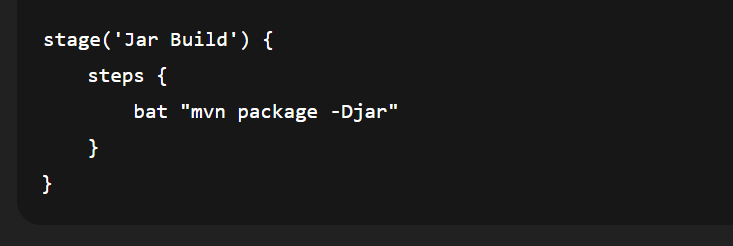 stage('Jar Build') {
    steps {
        bat "mvn package -Djar"
    }
}